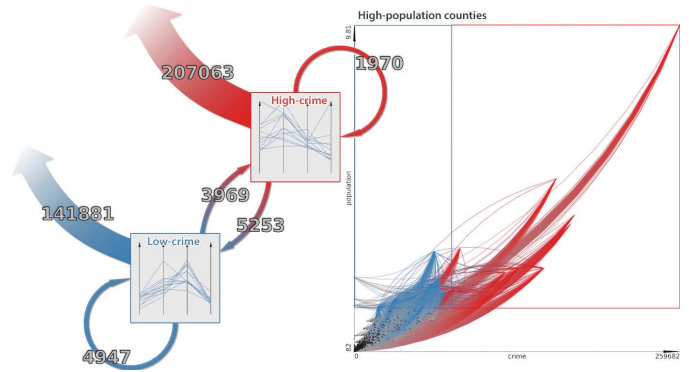 High-population counties
207063
1970
High-crime
3969
5253
141881
Low-crime
4947
9.81
population
82
0
crime
259682